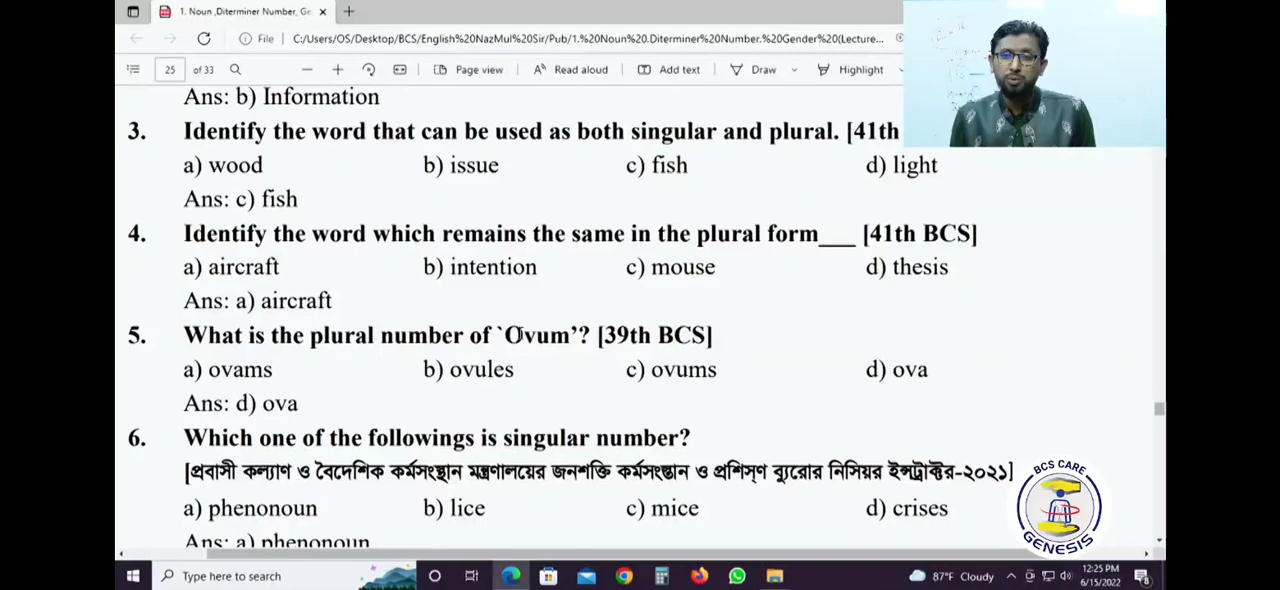 1. Noun ,Diterminer Number, Ge
File | C:/Users/OS/Desktop/BCS/English%20NazMul%20Sir/Pub/1.%20Noun%20.Diterminer%20Number.%20Gender%20(Lecture...
25 of 33 Page view Read aloud Add text Draw Highlight
Ans: b) Information
3. Identify the word that can be used as both singular and plural. [41th
a) wood b) issue c) fish d) light
Ans: c) fish
4. Identify the word which remains the same in the plural form___ [41th BCS]
a) aircraft b) intention c) mouse d) thesis
Ans: a) aircraft
5. What is the plural number of `Ovum’? [39th BCS]
a) ovams b) ovules c) ovums d) ova
Ans: d) ova
6. Which one of the followings is singular number?
[প্রবাসী কল্যাণ ও বৈদেশিক কর্মসংস্থান মন্ত্রণালয়ের জনশক্তি কর্মসংস্তান ও প্রশিস্ণ ব্যুরোর নিসিয়র ইন্সট্রাক্টর-২০২১]
a) phenonoun b) lice c) mice d) crises
Ans: a) phenonoun
BCS CARE
GENESIS
Type here to search 87°F Cloudy 12:25 PM
6/15/2022 8